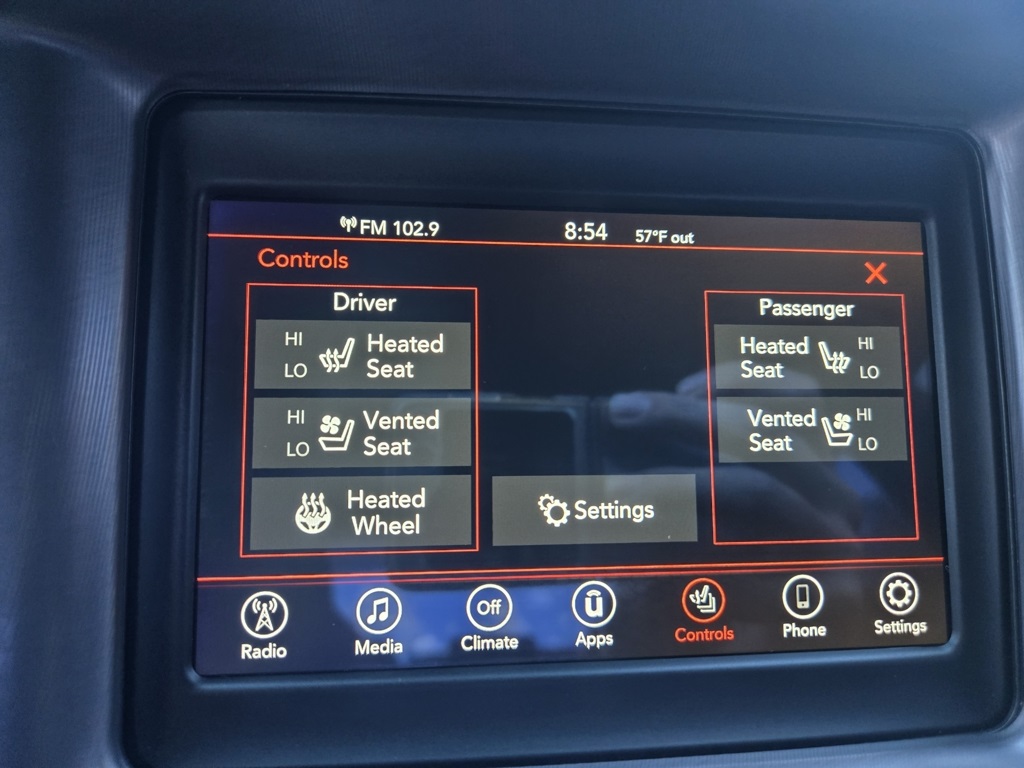 FM 102.9
8:54
57°F out
Controls
Driver
HI
LO
Heated
Seat
HI
LO
Vented
Seat
Heated
Wheel
Settings
Passenger
Heated
Seat
HI
LO
Vented
Seat
HI
LO
Radio
Media
Off
Climate
Apps
Controls
Phone
Settings